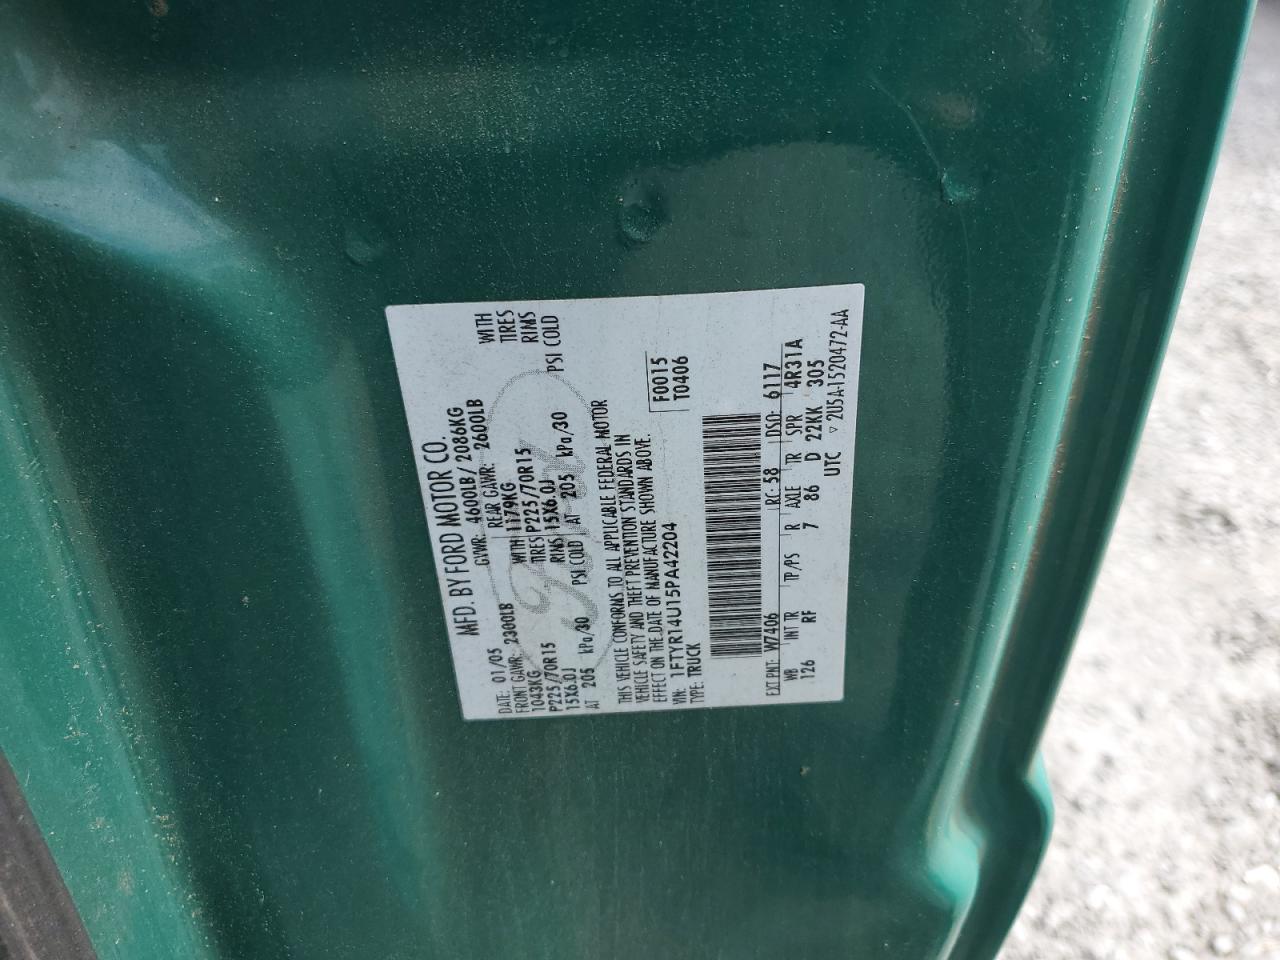 MFD. BY FORD MOTOR CO.
DATE: 01/05 GVWR: 4600LB/ 2086KG
FRONT GAWR: 2300LB REAR GAWR: 2600LB WITH
1043KG WITH 1179KG TIRES
P225/70R15 TIRES P225/70R15 RIMS
15X6.0J RIMS 15X6.0J PSI COLD
AT 205 kPa/30 PSI COLD AT 205 kPa/30
THIS VEHICLE CONFORMS TO ALL APPLICABLE FEDERAL MOTOR
VEHICLE SAFETY AND THEFT PREVENTION STANDARDS IN
EFFECT ON THE DATE OF MANUFACTURE SHOWN ABOVE.
VIN: 1FTYR14U15PA42204 F0015
TYPE: TRUCK T0406
EXT PNT: W7406 RC: 58 DSO: 6117
WB INT TR TP/PS R AXLE TR SPR 4R31A
126 RF 7 86 D 22KK 305
UTC ▽ 2U5A-1520472-AA